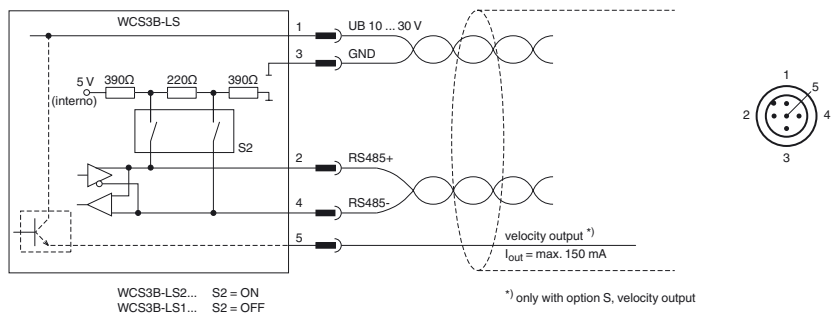 WCS3B-LS
1
UB 10 ... 30 V
3
GND
5 V
(interno)
390Ω
220Ω
390Ω
S2
2
RS485+
4
RS485-
5
velocity output *)
Iout = max. 150 mA
WCS3B-LS2... S2 = ON
WCS3B-LS1... S2 = OFF
*) only with option S, velocity output
1
5
2
4
3